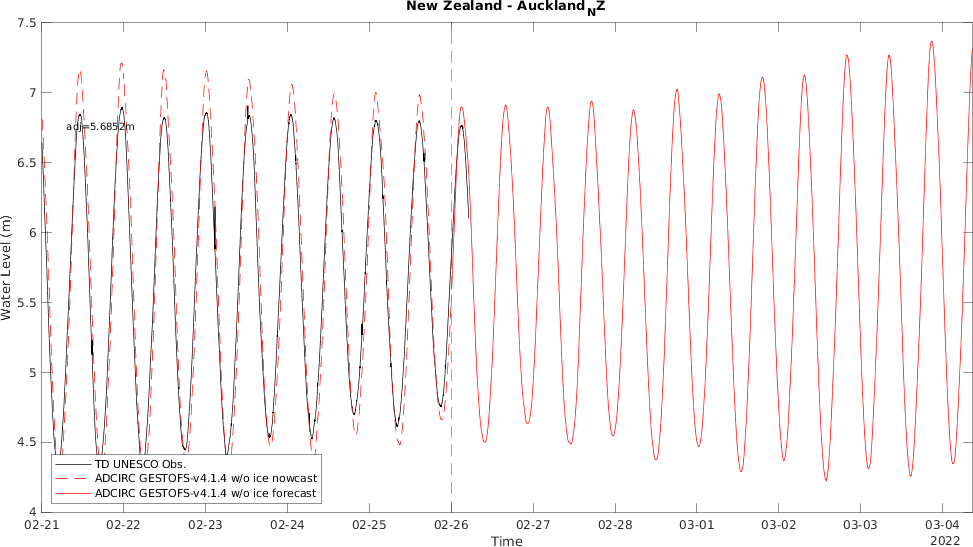 New Zealand - Auckland_NZ
7.5
7
6.5
6
5.5
5
4.5
4
Water Level (m)
adj=5.6852m
TD UNESCO Obs.
ADCIRC GESTOFS-v4.1.4 w/o ice nowcast
ADCIRC GESTOFS-v4.1.4 w/o ice forecast
02-21 02-22 02-23 02-24 02-25 02-26 02-27 02-28 03-01 03-02 03-03 03-04
Time
2022